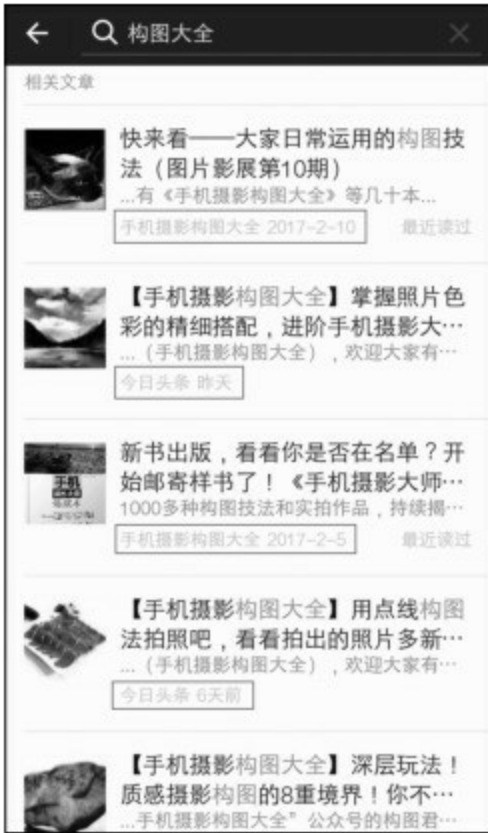 构图大全
相关文章
快来看——大家日常运用的构图技
法（图片影展第10期）
...有《手机摄影构图大全》等几十本...
手机摄影构图大全 2017-2-10 最近读过
【手机摄影构图大全】掌握照片色
彩的精细搭配，进阶手机摄影大…
...（手机摄影构图大全），欢迎大家有…
今日头条 昨天
新书出版，看看你是否在名单？开
始邮寄样书了！《手机摄影大师…
手机
1000多种构图技法和实拍作品，持续揭…
手机摄影构图大全 2017-2-5 最近读过
【手机摄影构图大全】用点线构图
法拍照吧，看看拍出的照片多新…
...（手机摄影构图大全），欢迎大家有…
今日头条 6天前
【手机摄影构图大全】深层玩法！
质感摄影构图的8重境界！你不…
...手机摄影构图大全”公众号的构图君…